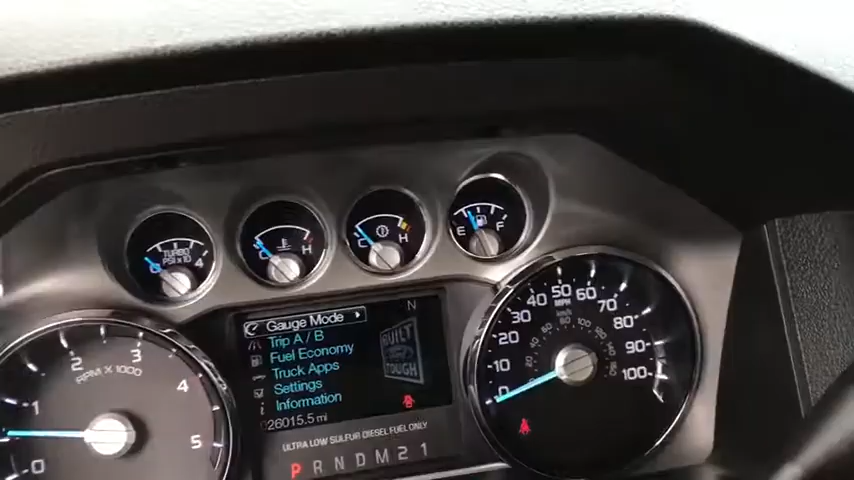 TURBO
PSI X 10
4
H
H
C
E F
N
Gauge Mode
Trip A / B
Fuel Economy
Truck Apps
Settings
Information
026015.5 mi
BUILT
Ford
TOUGH
ULTRA LOW SULFUR DIESEL FUEL ONLY
P R N D M 2 1
0 1 2 3 4 5
RPM X 1000
0 10 20 30 40 50 60 70 80 90 100
MPH
km/h